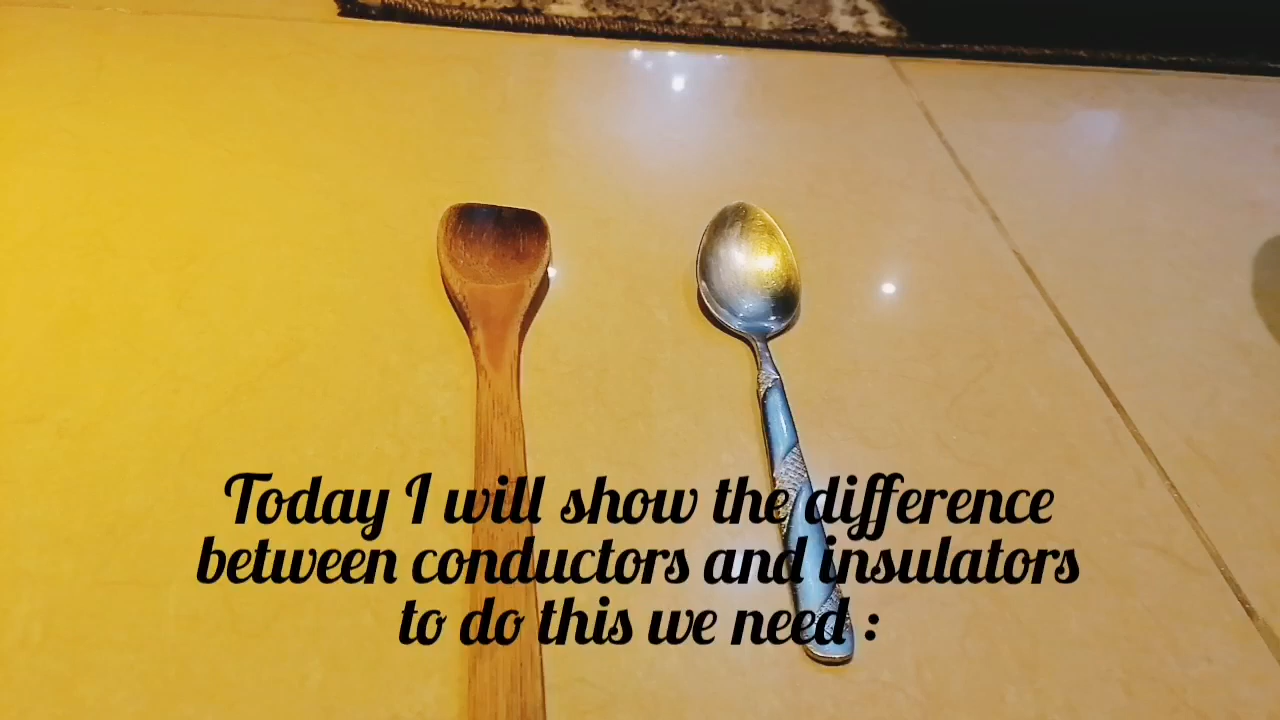 Today I will show the difference
between conductors and insulators
to do this we need :